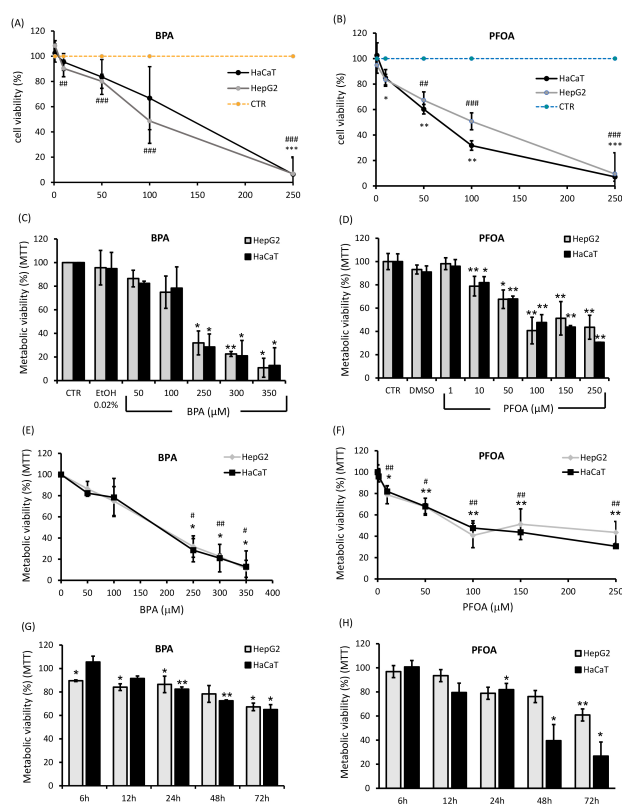 (A)
BPA
cell viability (%)
120
100
80
60
40
20
0
0 50 100 150 200 250
HaCaT
HepG2
CTR
##
###
###
###
***
(B)
PFOA
cell viability (%)
120
100
80
60
40
20
0
0 50 100 150 200 250
HaCaT
HepG2
CTR
*
##
**
###
**
###
***
(C)
BPA
Metabolic viability (%) (MTT)
120
100
80
60
40
20
0
HepG2
HaCaT
* *
** *
* *
CTR EtOH 50 100 250 300 350
0.02%
BPA (µM)
(D)
PFOA
Metabolic viability (%) (MTT)
120
100
80
60
40
20
0
HepG2
HaCaT
** *
* **
** **
** **
** **
CTR DMSO 1 10 50 100 150 250
PFOA (µM)
(E)
BPA
Metabolic viability (%) (MTT)
120
100
80
60
40
20
0
0 50 100 150 200 250 300 350 400
BPA (µM)
HepG2
HaCaT
# ## #
* * *
(F)
PFOA
Metabolic viability (%) (MTT)
120
100
80
60
40
20
0
0 50 100 150 200 250
PFOA (µM)
HepG2
HaCaT
## # ## ## ##
* ** ** ** **
(G)
BPA
Metabolic viability (%) (MTT)
120
100
80
60
40
20
0
HepG2
HaCaT
* * * ** ** * *
6h 12h 24h 48h 72h
(H)
PFOA
Metabolic viability (%) (MTT)
120
100
80
60
40
20
0
HepG2
HaCaT
* * ** *
6h 12h 24h 48h 72h